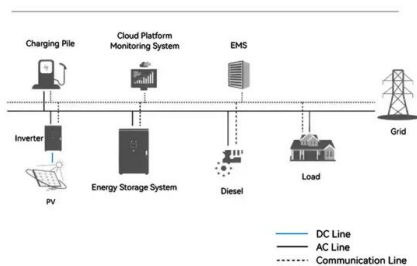 Charging Pile
Cloud Platform
Monitoring System
EMS
Grid
Inverter
PV
Energy Storage System
Diesel
Load
DC Line
AC Line
Communication Line